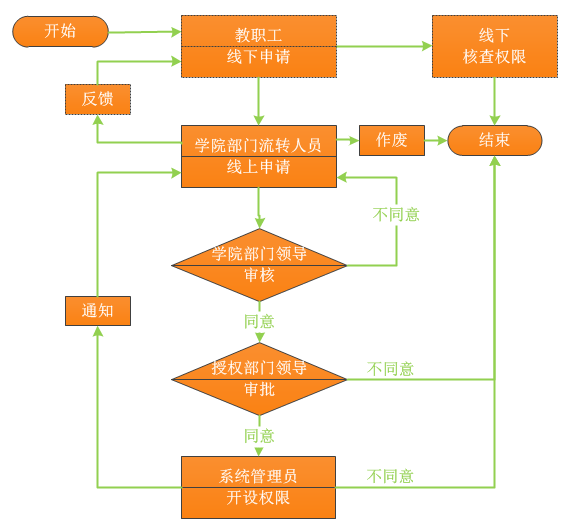 开始
教职工
线下申请
线下
核查权限
反馈
学院部门流转人员
线上申请
作废
结束
不同意
学院部门领导
审核
通知
同意
授权部门领导
审批
不同意
同意
系统管理员
开设权限
不同意